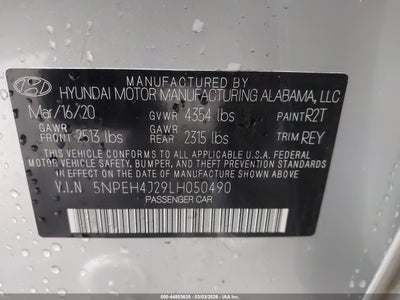 MANUFACTURED BY
HYUNDAI MOTOR MANUFACTURING ALABAMA, LLC
Mar/16/20 GVWR 4354 lbs PAINT R2T
GAWR FRONT 2513 lbs GAWR REAR 2315 lbs TRIM REY
THIS VEHICLE CONFORMS TO ALL APPLICABLE U.S.A. FEDERAL
MOTOR VEHICLE SAFETY, BUMPER, AND THEFT PREVENTION
STANDARDS IN EFFECT ON THE DATE OF MANUFACTURE SHOWN ABOVE.
V.I.N 5NPEH4J29LH050490
PASSENGER CAR